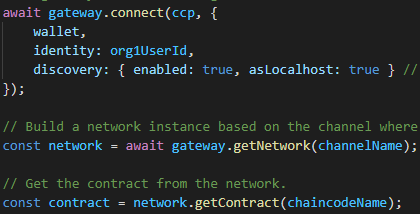 await gateway.connect(ccp, {
    wallet,
    identity: org1UserId,
    discovery: { enabled: true, asLocalhost: true } //
});

// Build a network instance based on the channel where
const network = await gateway.getNetwork(channelName);

// Get the contract from the network.
const contract = network.getContract(chaincodeName);